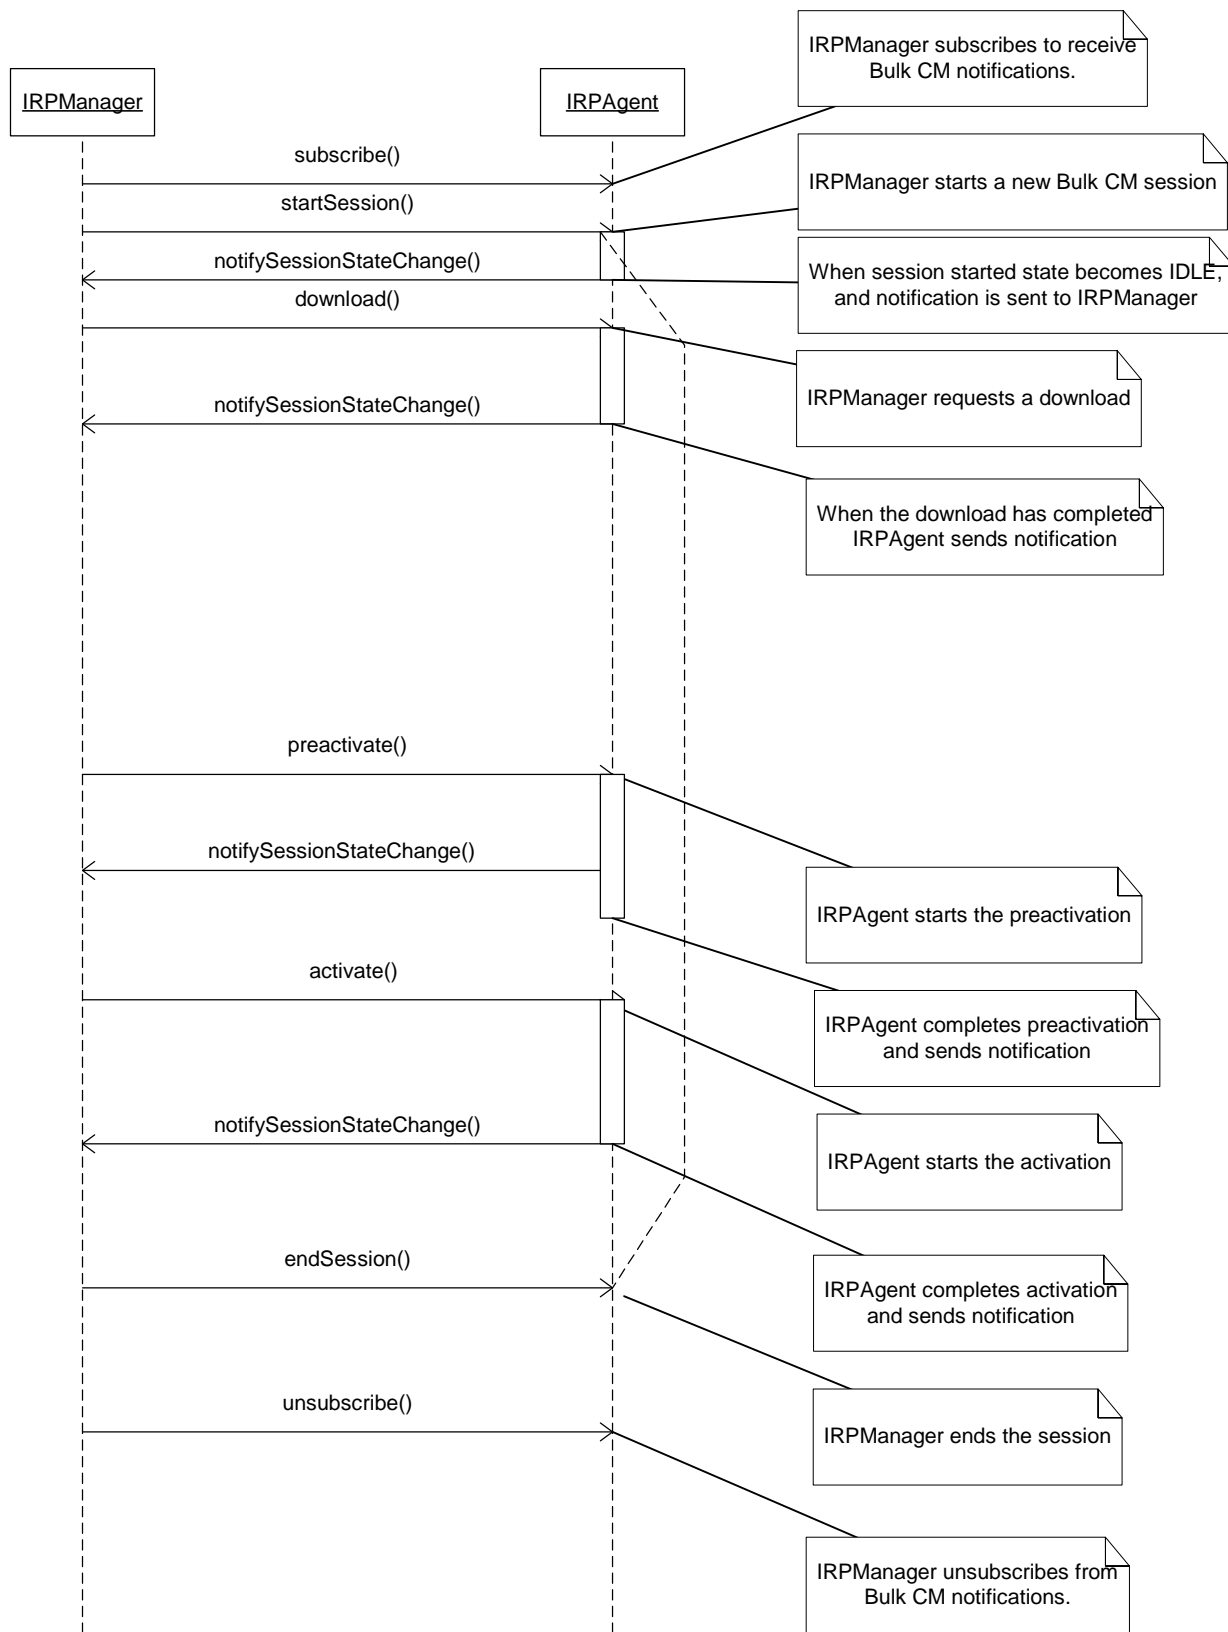 IRPManager subscribes to receive
Bulk CM notifications.
IRPManager
IRPAgent
subscribe()
IRPManager starts a new Bulk CM session
startSession()
notifySessionStateChange()
When session started state becomes IDLE,
and notification is sent to IRPManager
download()
IRPManager requests a download
notifySessionStateChange()
When the download has completed
IRPAgent sends notification
preactivate()
notifySessionStateChange()
IRPAgent starts the preactivation
activate()
IRPAgent completes preactivation
and sends notification
notifySessionStateChange()
IRPAgent starts the activation
endSession()
IRPAgent completes activation
and sends notification
unsubscribe()
IRPManager ends the session
IRPManager unsubscribes from
Bulk CM notifications.